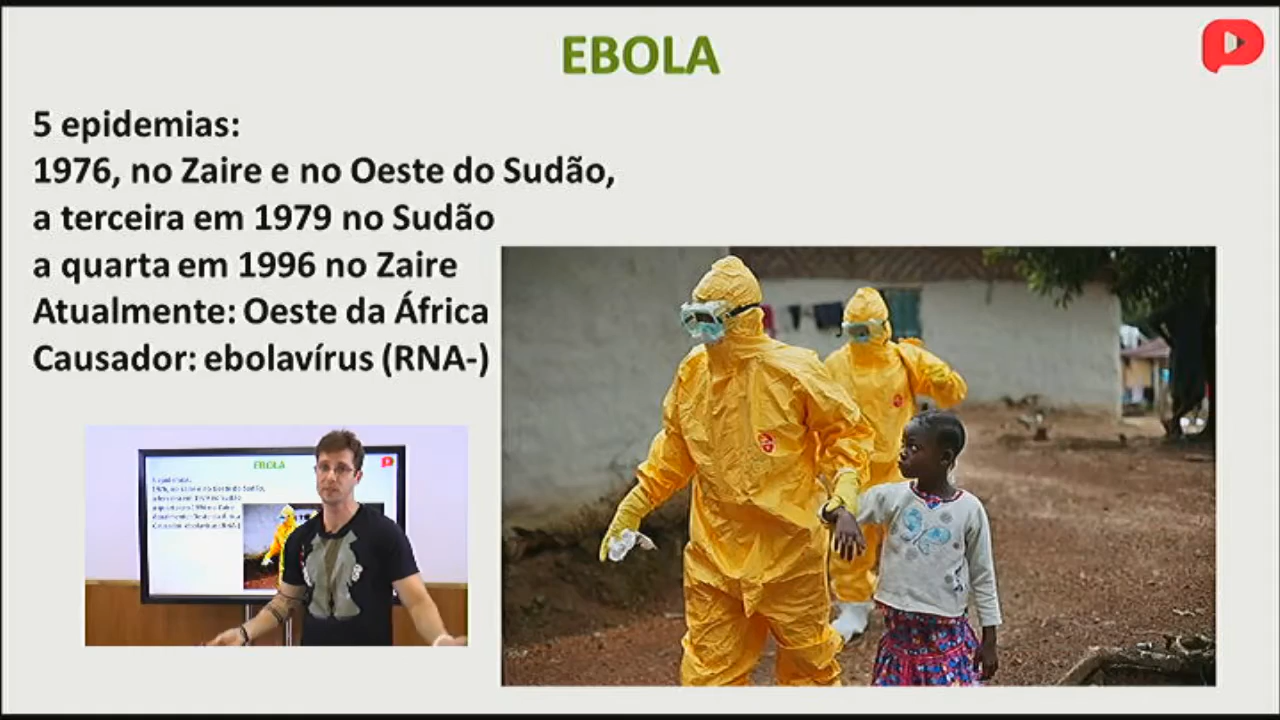 EBOLA
5 epidemias:
1976, no Zaire e no Oeste do Sudão,
a terceira em 1979 no Sudão
a quarta em 1996 no Zaire
Atualmente: Oeste da África
Causador: ebolavírus (RNA-)
EBOLA